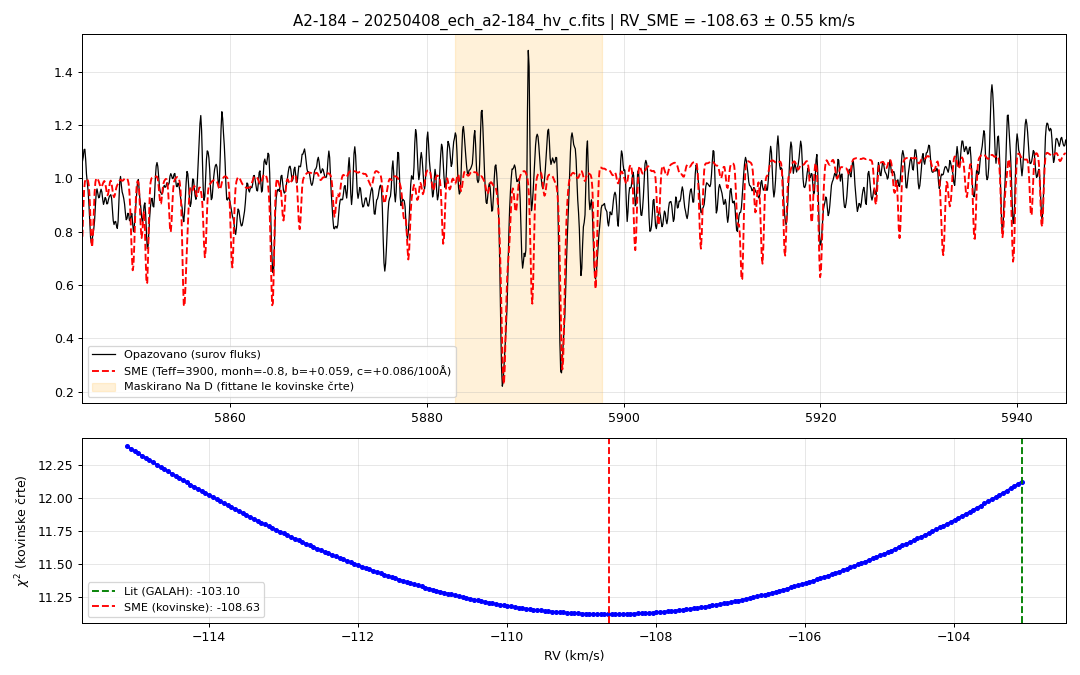 A2-184 – 20250408_ech_a2-184_hv_c.fits | RV_SME = -108.63 ± 0.55 km/s
1.4
1.2
1.0
0.8
0.6
0.4
0.2
Opazovano (surov fluks)
SME (Teff=3900, monh=-0.8, b=+0.059, c=+0.086/100Å)
Maskirano Na D (fittane le kovinske črte)
5860 5880 5900 5920 5940
12.25
12.00
11.75
11.50
11.25
χ² (kovinske črte)
Lit (GALAH): -103.10
SME (kovinske): -108.63
−114 −112 −110 −108 −106 −104
RV (km/s)